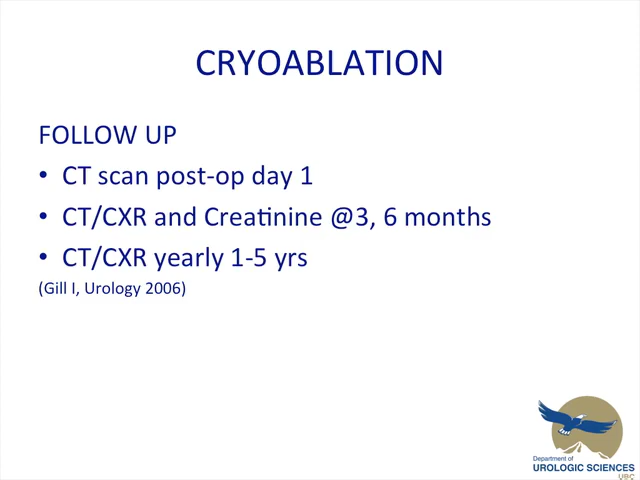 CRYOABLATION
FOLLOW UP
• CT scan post-op day 1
• CT/CXR and Creatinine @3, 6 months
• CT/CXR yearly 1-5 yrs
(Gill I, Urology 2006)
Department of
UROLOGIC SCIENCES
UBC